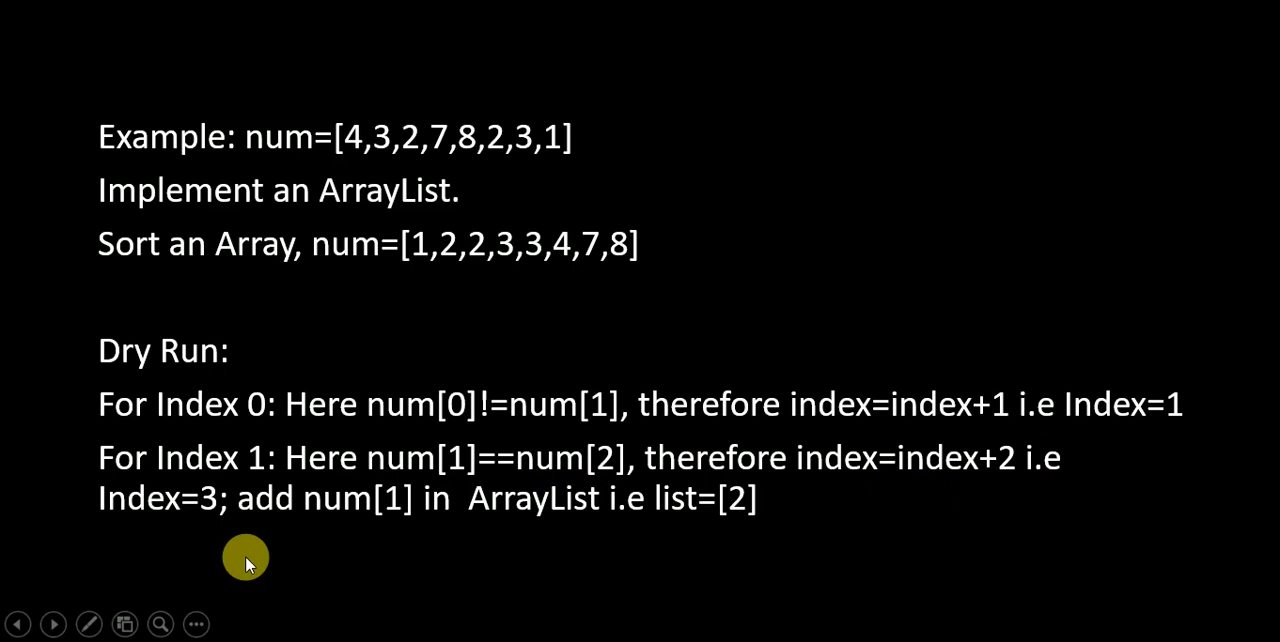 Example: num=[4,3,2,7,8,2,3,1]
Implement an ArrayList.
Sort an Array, num=[1,2,2,3,3,4,7,8]
Dry Run:
For Index 0: Here num[0]!=num[1], therefore index=index+1 i.e Index=1
For Index 1: Here num[1]==num[2], therefore index=index+2 i.e
Index=3; add num[1] in  ArrayList i.e list=[2]